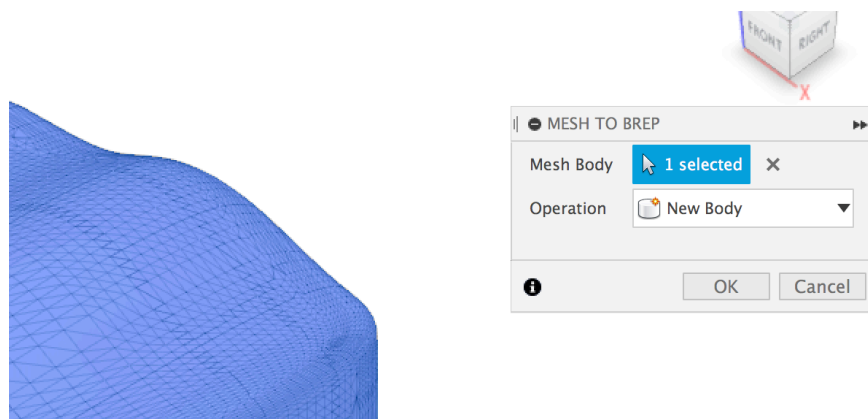 FRONT
RIGHT
X
MESH TO BREP
Mesh Body 1 selected
Operation New Body
OK Cancel